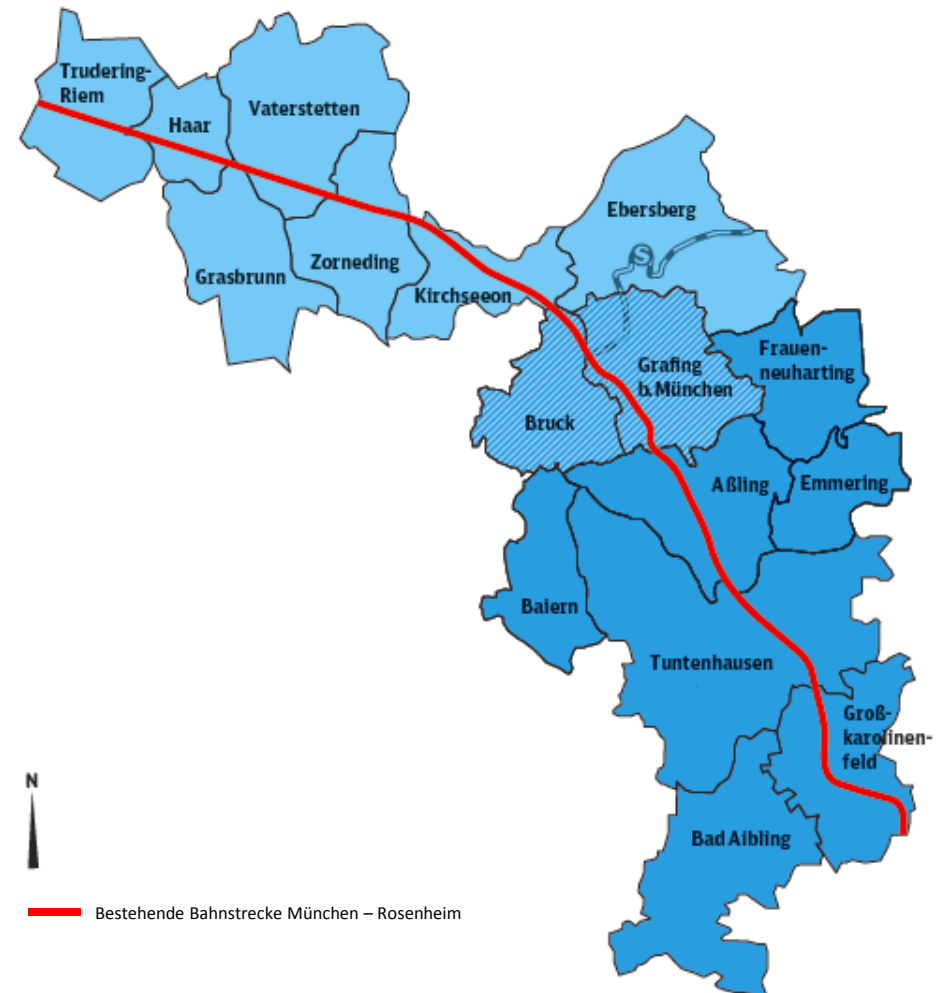 Trudering-
Riem
Haar
Vaterstetten
Ebersberg
S
Grasbrunn
Zorneding
Kirchseeon
Frauen-
neuharting
Grafing
b.München
Bruck
Aßling
Emmering
Baiern
Tuntenhausen
Groß-
karolinen-
feld
Bad Aibling
N
Bestehende Bahnstrecke München – Rosenheim